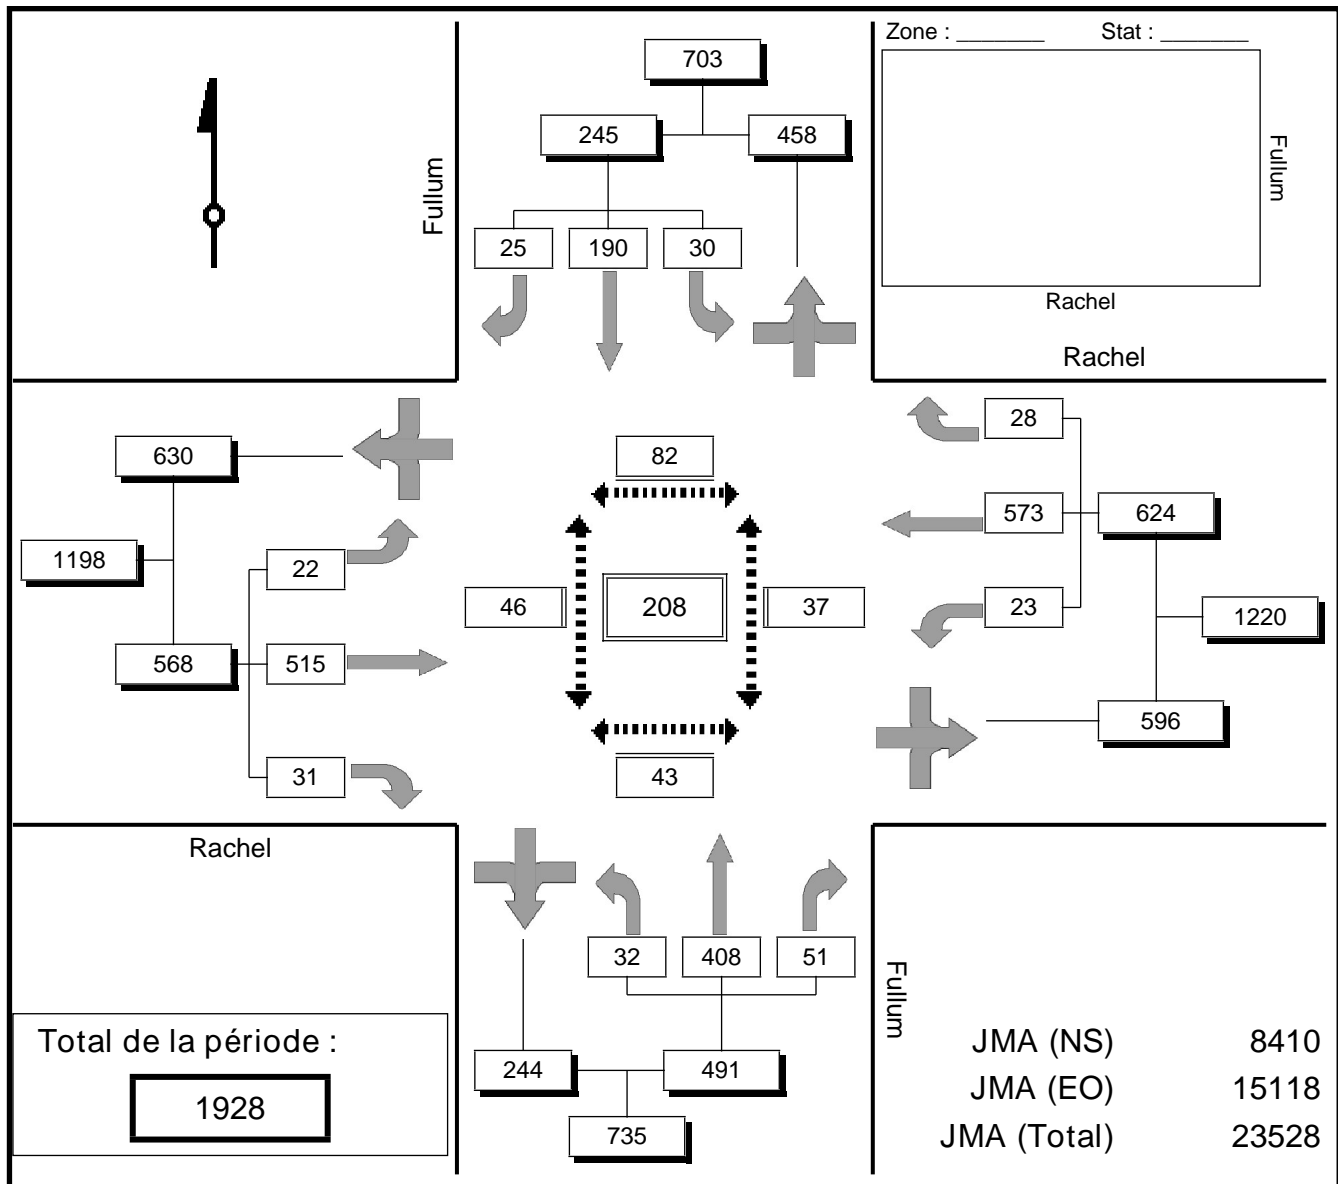 Zone : _______ Stat : _______
703
245 458
Fullum
25 190 30
Fullum
Rachel
Rachel
28
630
82
573 624
1198
22
46 208 37
23
1220
568 515
596
31
43
Rachel
32 408 51
Fullum
Total de la période :
1928
244 491
735
JMA (NS) 8410
JMA (EO) 15118
JMA (Total) 23528